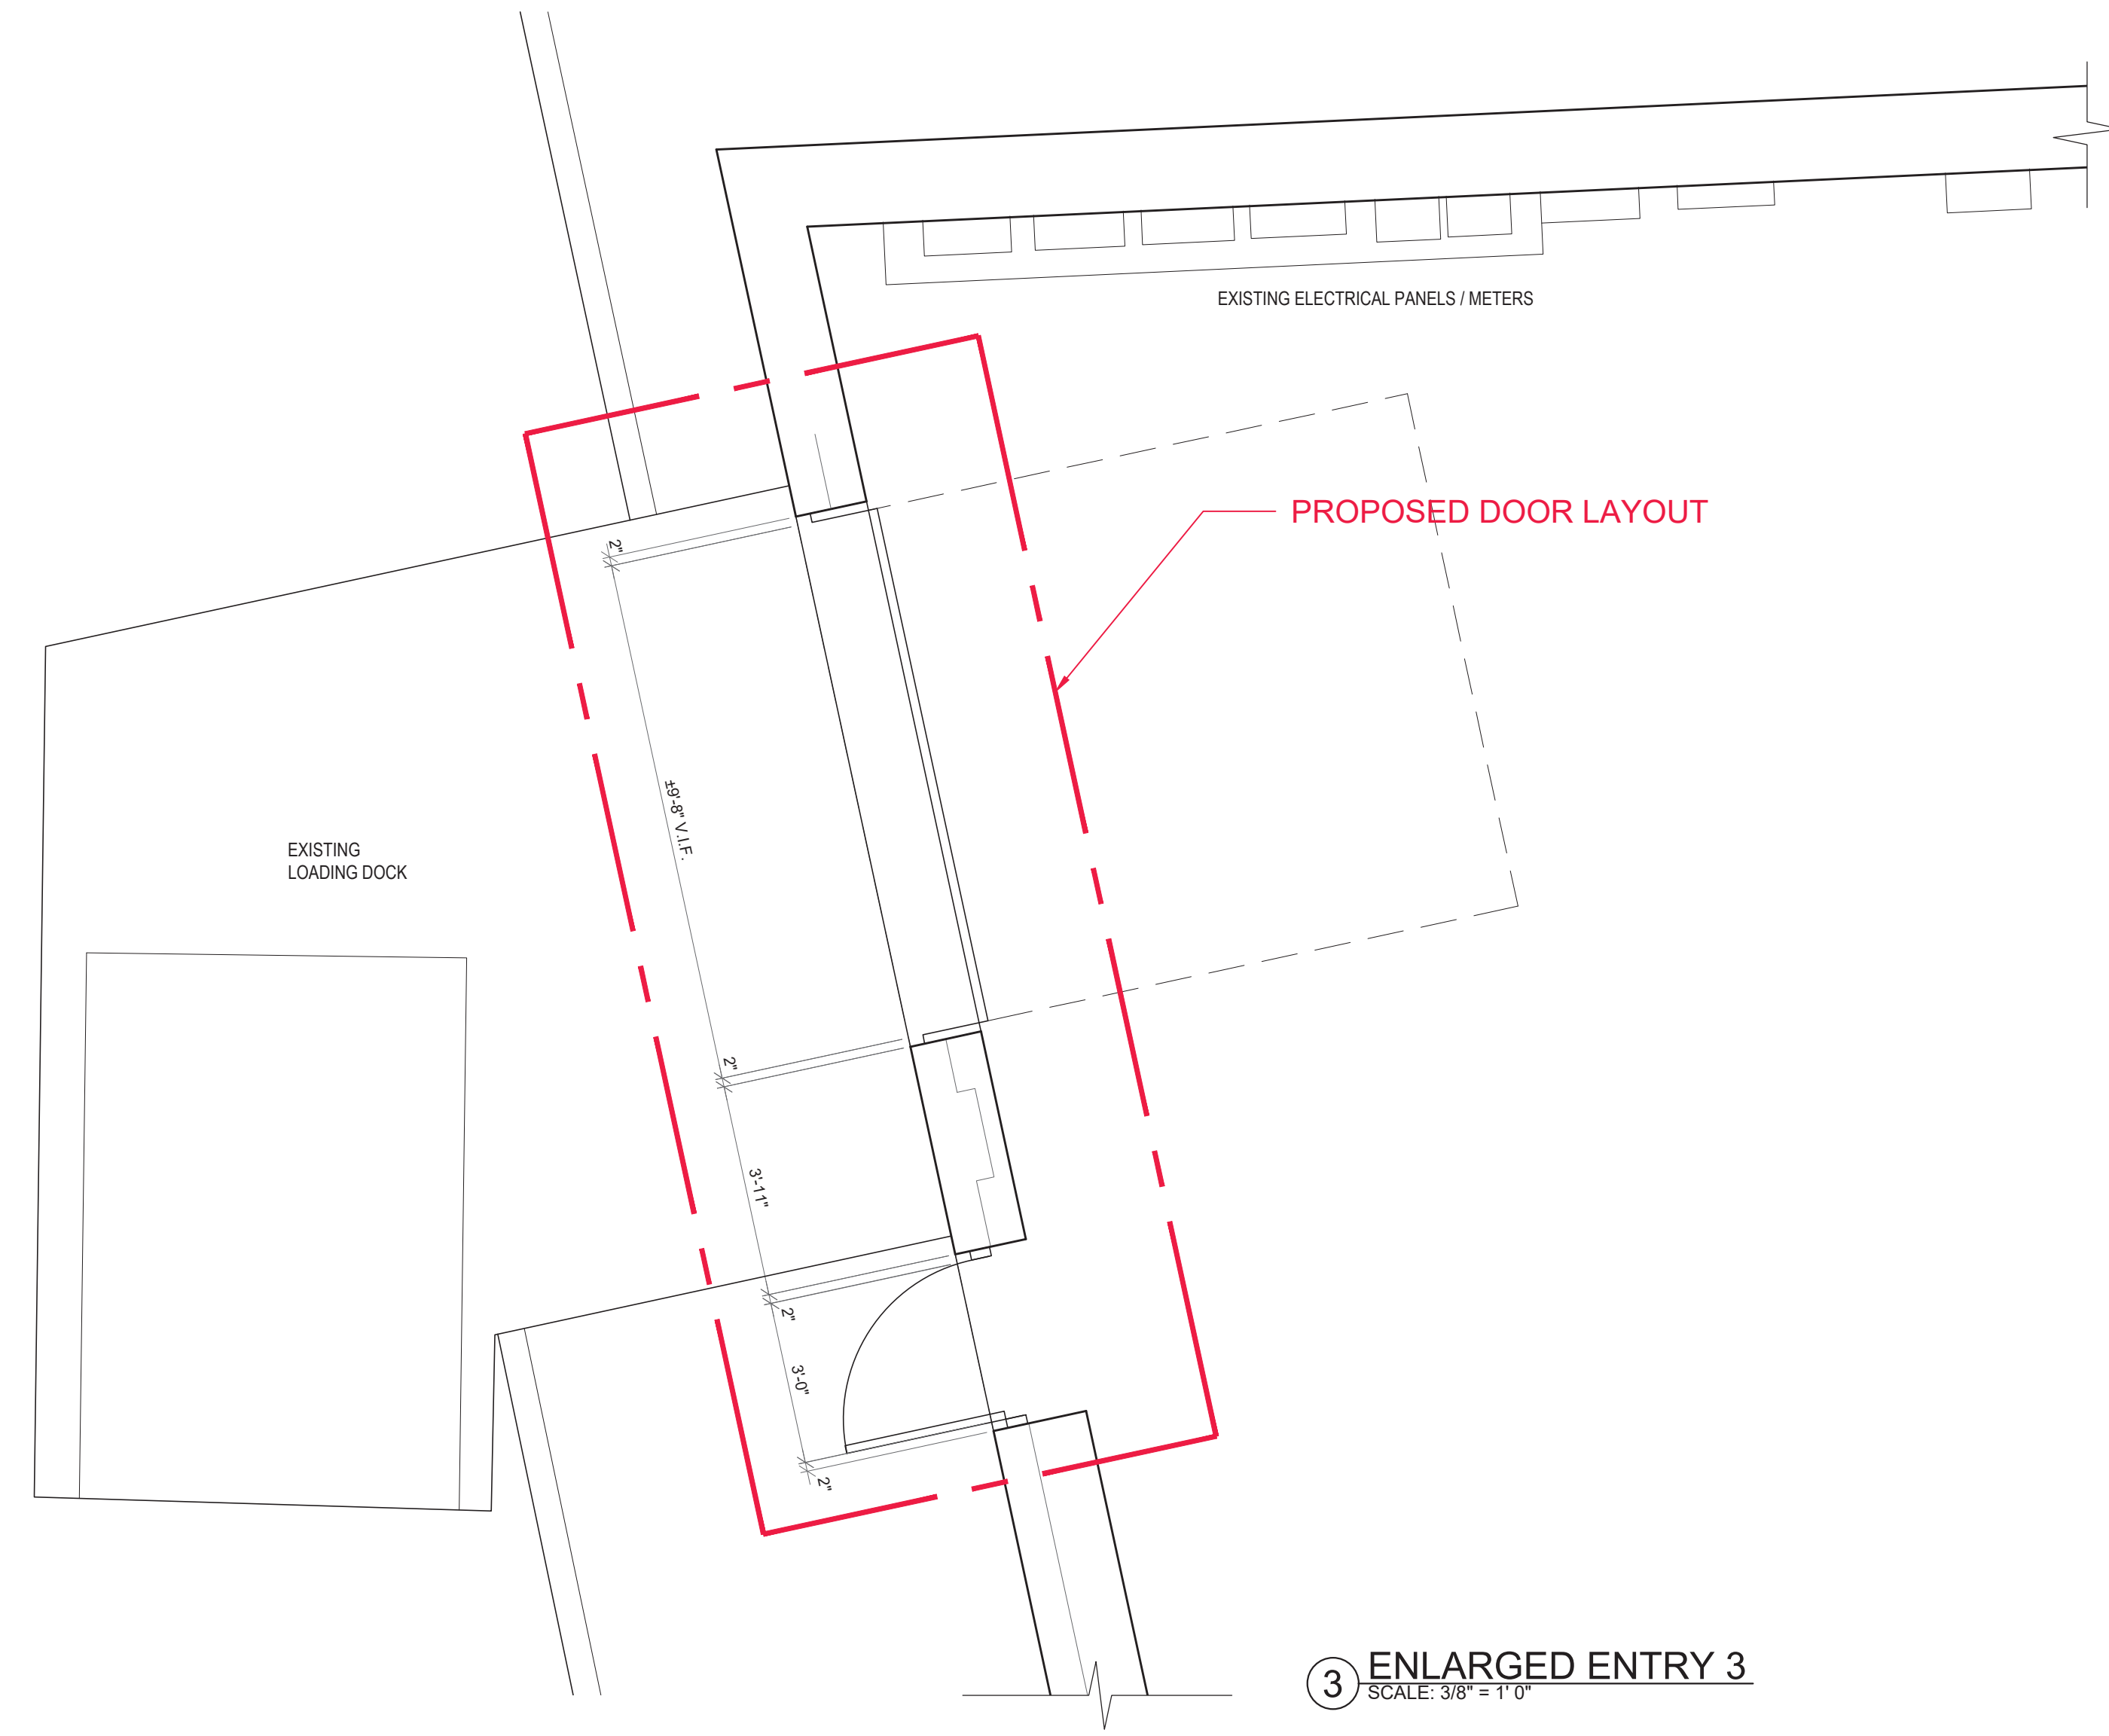 EXISTING ELECTRICAL PANELS / METERS
PROPOSED DOOR LAYOUT
2"
±9'-8" V.I.F.
EXISTING
LOADING DOCK
2"
3'-11"
2"
3'-0"
2"
3
ENLARGED ENTRY 3
SCALE: 3/8" = 1' 0"